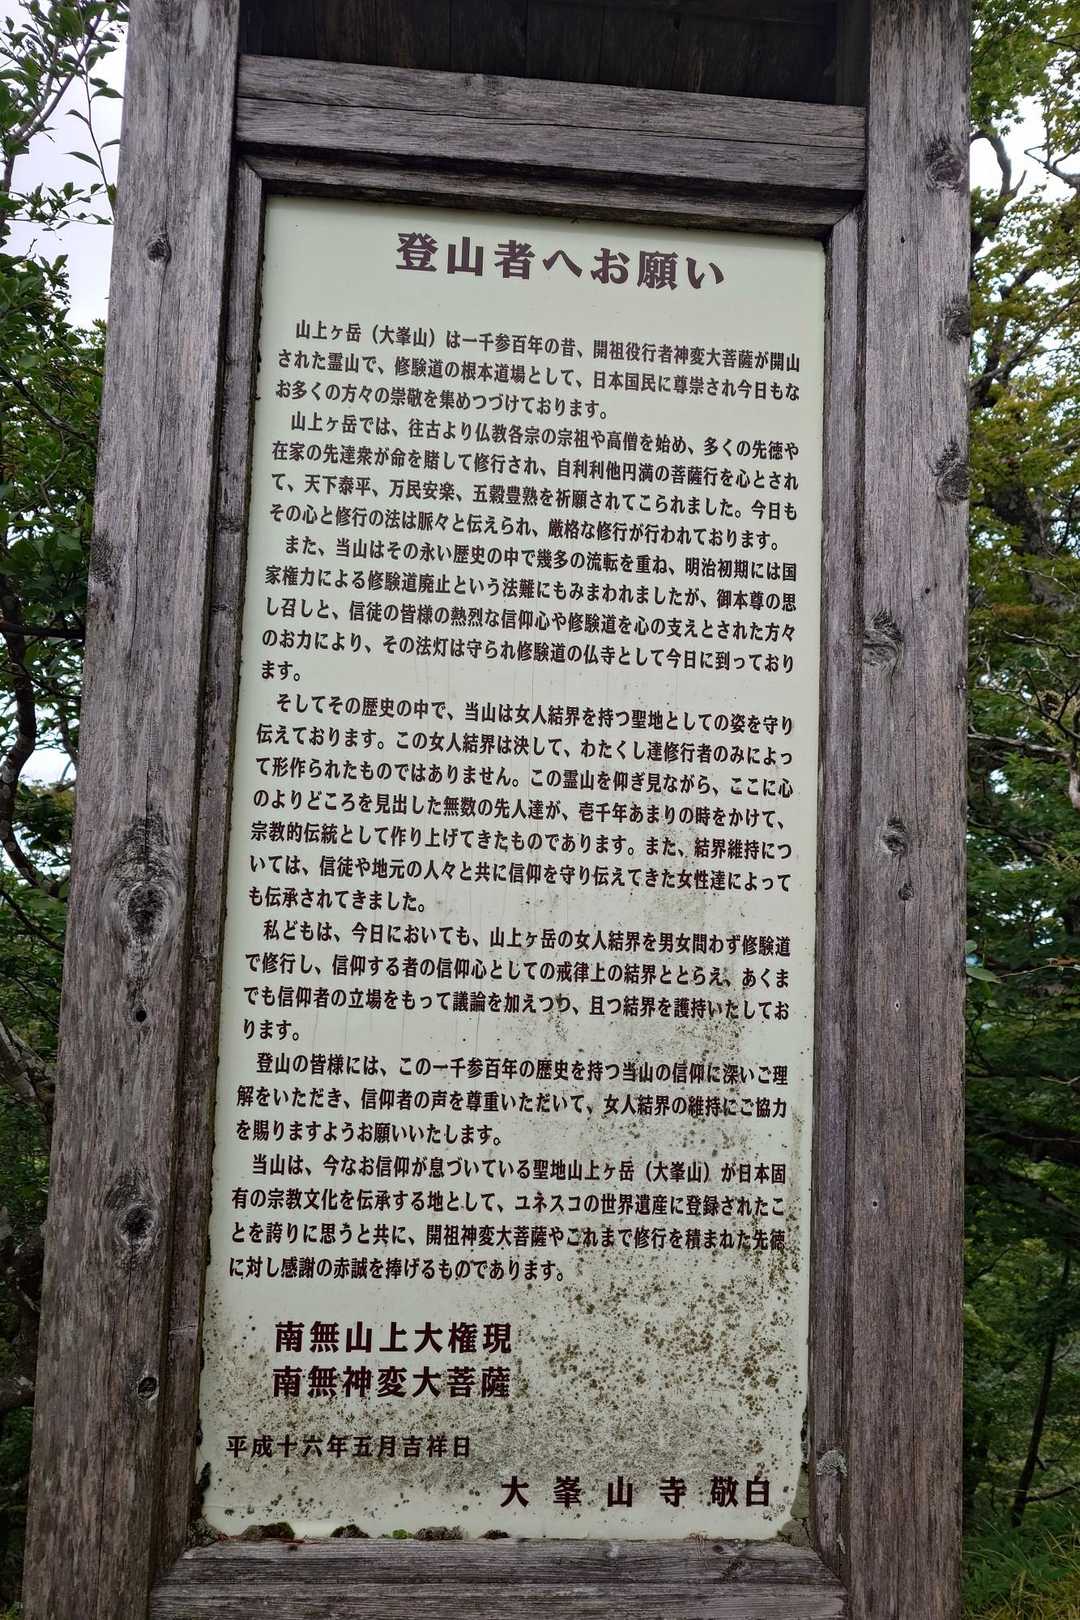 登山者へお願い
山上ヶ岳（大峯山）は一千参百年の昔、開祖役行者神変大菩薩が開山
された霊山で、修験道の根本道場として、日本国民に尊崇され今日もな
お多くの方々の崇敬を集めつづけております。
山上ヶ岳では、往古より仏教各宗の宗祖や高僧を始め、多くの先徳や
在家の先達衆が命を賭して修行され、自利利他円満の菩薩行を心とされ
て、天下泰平、万民安楽、五穀豊熟を祈願されてこられました。今日も
その心と修行の法は脈々と伝えられ、厳格な修行が行われております。
また、当山はその永い歴史の中で幾多の流転を重ね、明治初期には国
家権力による修験道廃止という法難にもみまわれましたが、御本尊の思
し召しと、信徒の皆様の熱烈な信仰心や修験道を心の支えとされた方々
のお力により、その法灯は守られ修験道の仏寺として今日に到っており
ます。
そしてその歴史の中で、当山は女人結界を持つ聖地としての姿を守り
伝えております。この女人結界は決して、わたくし達修行者のみによっ
て形作られたものではありません。この霊山を仰ぎ見ながら、ここに心
のよりどころを見出した無数の先人達が、壱千年あまりの時をかけて、
宗教的伝統として作り上げてきたものであります。また、結界維持につ
いては、信徒や地元の人々と共に信仰を守り伝えてきた女性達によって
も伝承されてきました。
私どもは、今日においても、山上ヶ岳の女人結界を男女問わず修験道
で修行し、信仰する者の信仰心としての戒律上の結界ととらえ、あくま
でも信仰者の立場をもって議論を加えつつ、且つ結界を護持いたしてお
ります。
登山の皆様には、この一千参百年の歴史を持つ当山の信仰に深いご理
解をいただき、信仰者の声を尊重いただいて、女人結界の維持にご協力
を賜りますようお願いいたします。
当山は、今なお信仰が息づいている聖地山上ヶ岳（大峯山）が日本固
有の宗教文化を伝承する地として、ユネスコの世界遺産に登録されたこ
とを誇りに思うと共に、開祖神変大菩薩やこれまで修行を積まれた先徳
に対し感謝の赤誠を捧げるものであります。
南無山上大権現
南無神変大菩薩
平成十六年五月吉祥日
大峯山寺 敬白